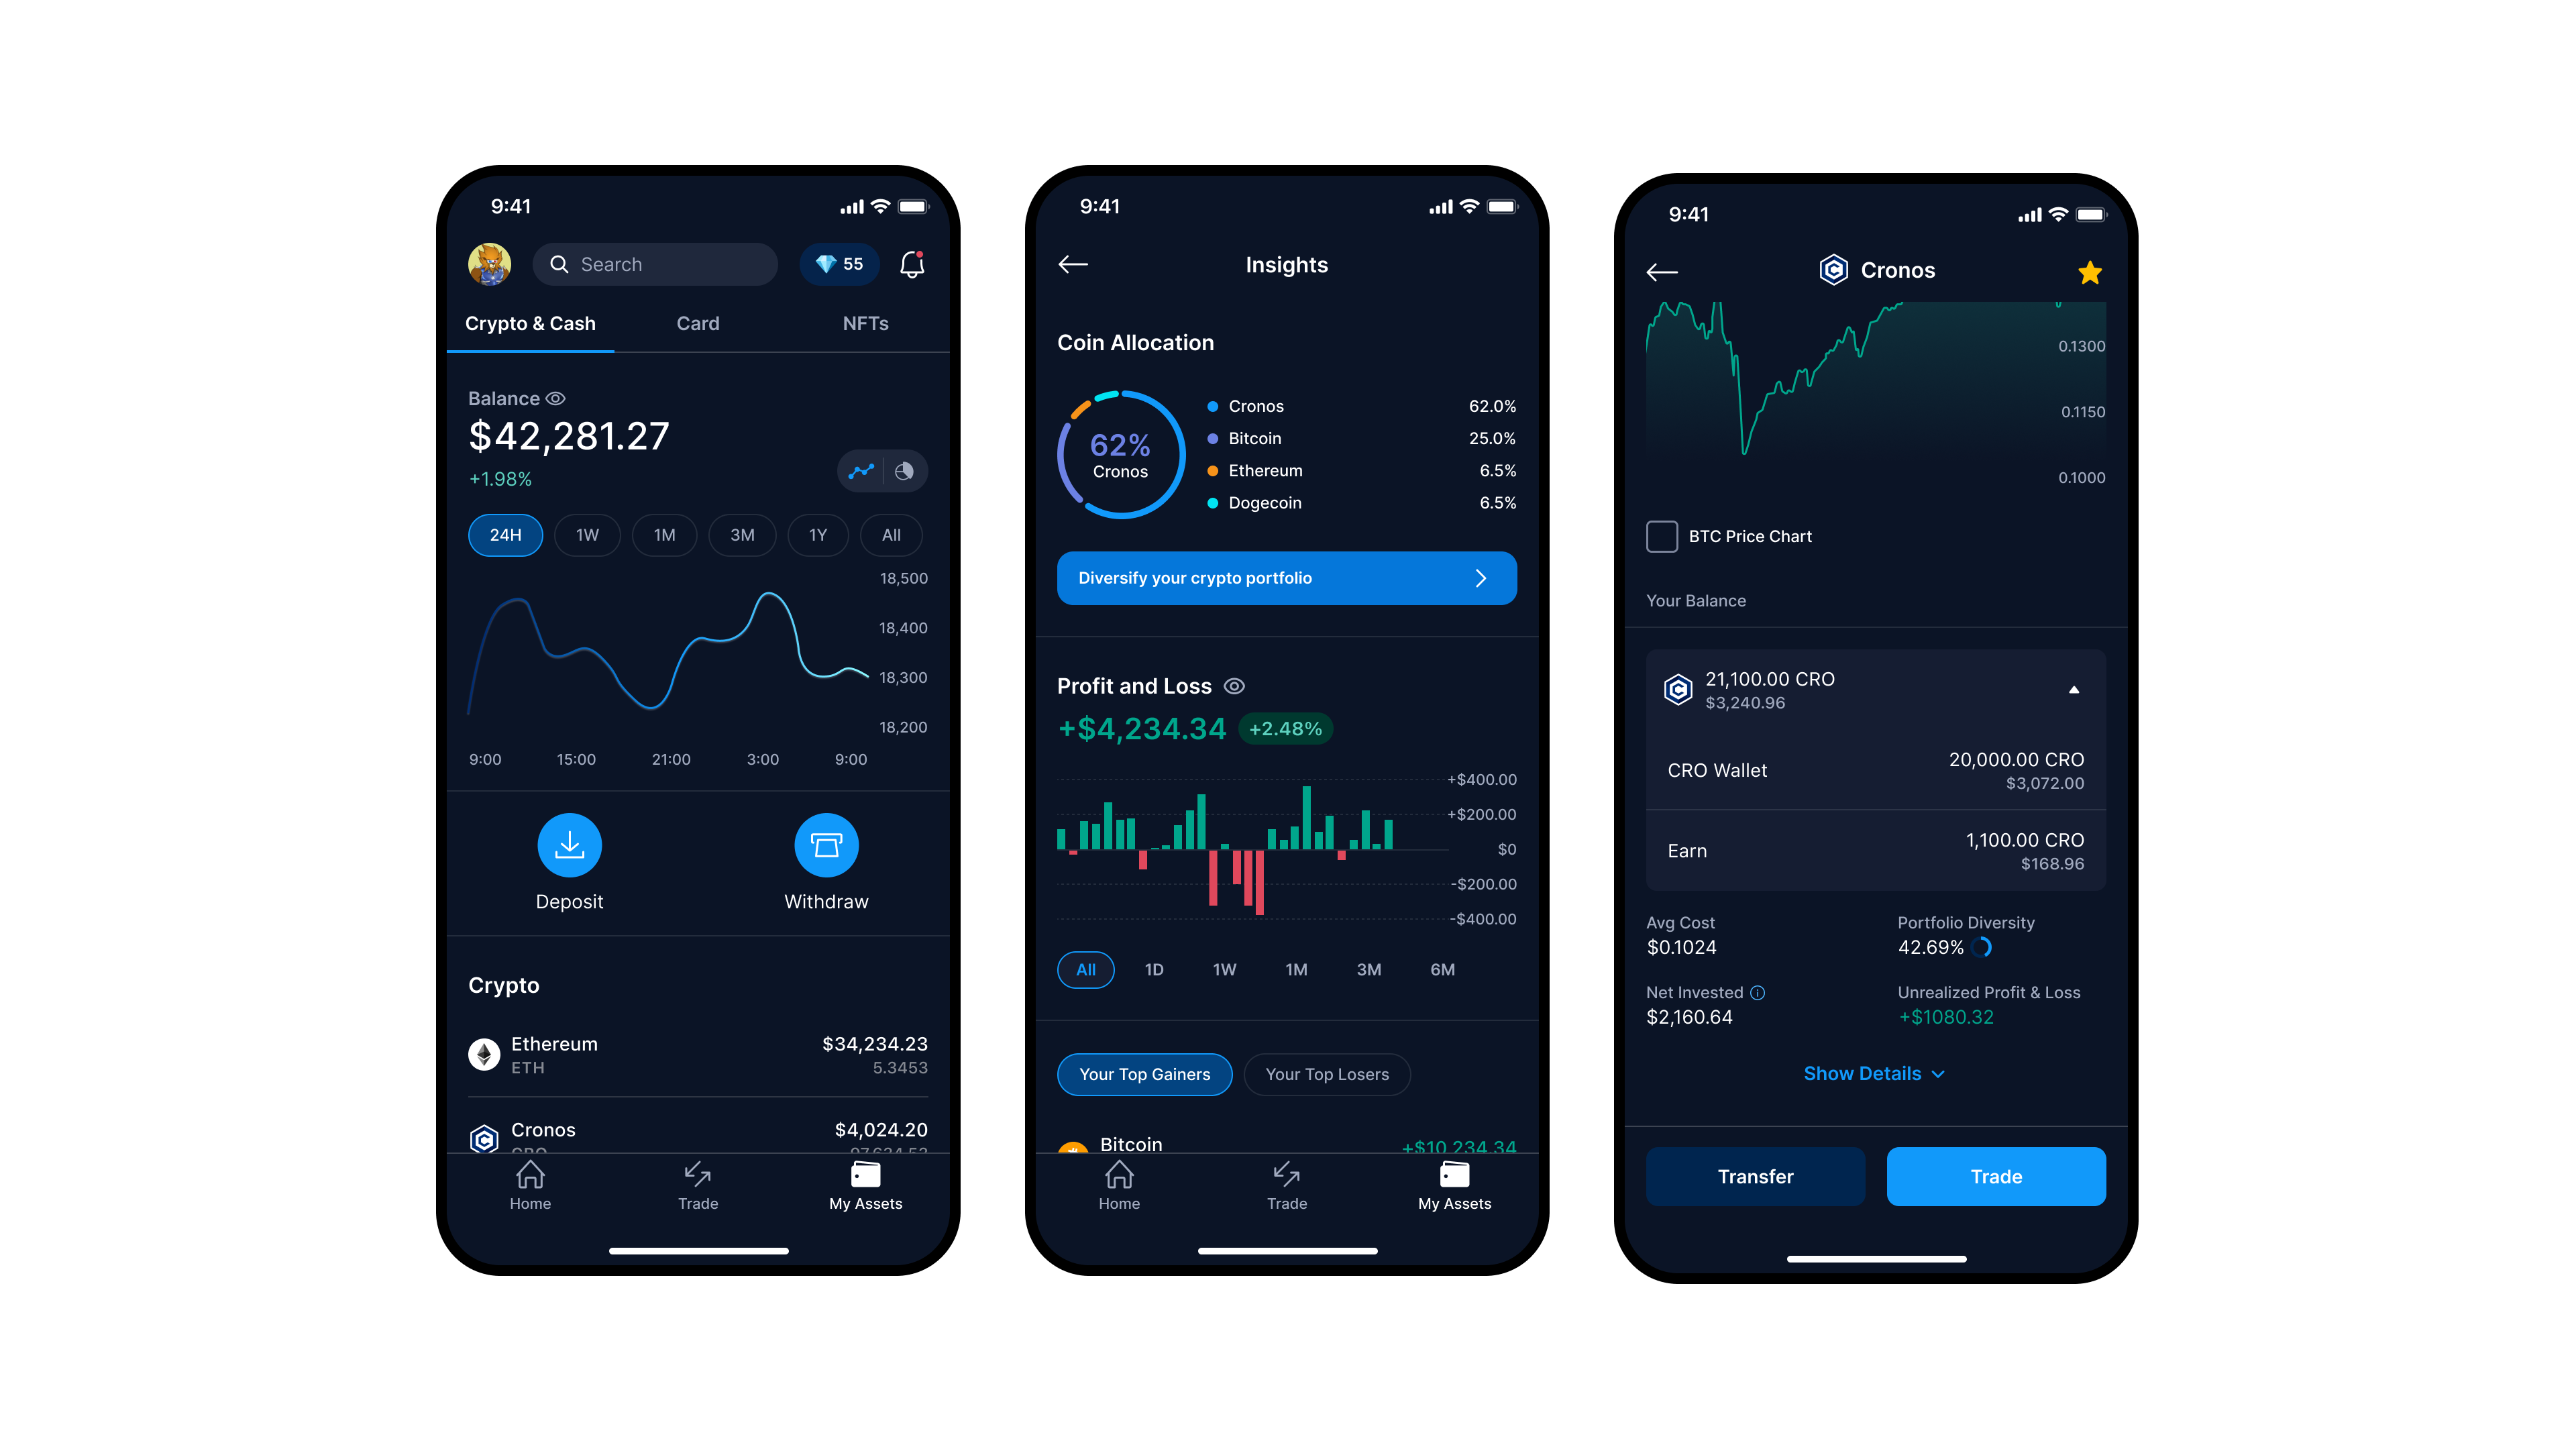 9:41
Search
55
Crypto & Cash Card NFTs
Balance
$42,281.27
+1.98%
24H 1W 1M 3M 1Y All
18,500
18,400
18,300
18,200
9:00 15:00 21:00 3:00 9:00
Deposit Withdraw
Crypto
Ethereum $34,234.23
ETH 5.3453
Cronos $4,024.20
Home Trade My Assets
9:41
Insights
Coin Allocation
62%
Cronos
Cronos 62.0%
Bitcoin 25.0%
Ethereum 6.5%
Dogecoin 6.5%
Diversify your crypto portfolio
Profit and Loss
+$4,234.34 +2.48%
+$400.00
+$200.00
$0
-$200.00
-$400.00
All 1D 1W 1M 3M 6M
Your Top Gainers Your Top Losers
Bitcoin +$10,234.34
Home Trade My Assets
9:41
Cronos
0.1300
0.1150
0.1000
BTC Price Chart
Your Balance
21,100.00 CRO
$3,240.96
CRO Wallet 20,000.00 CRO
$3,072.00
Earn 1,100.00 CRO
$168.96
Avg Cost Portfolio Diversity
$0.1024 42.69%
Net Invested Unrealized Profit & Loss
$2,160.64 +$1080.32
Show Details
Transfer Trade